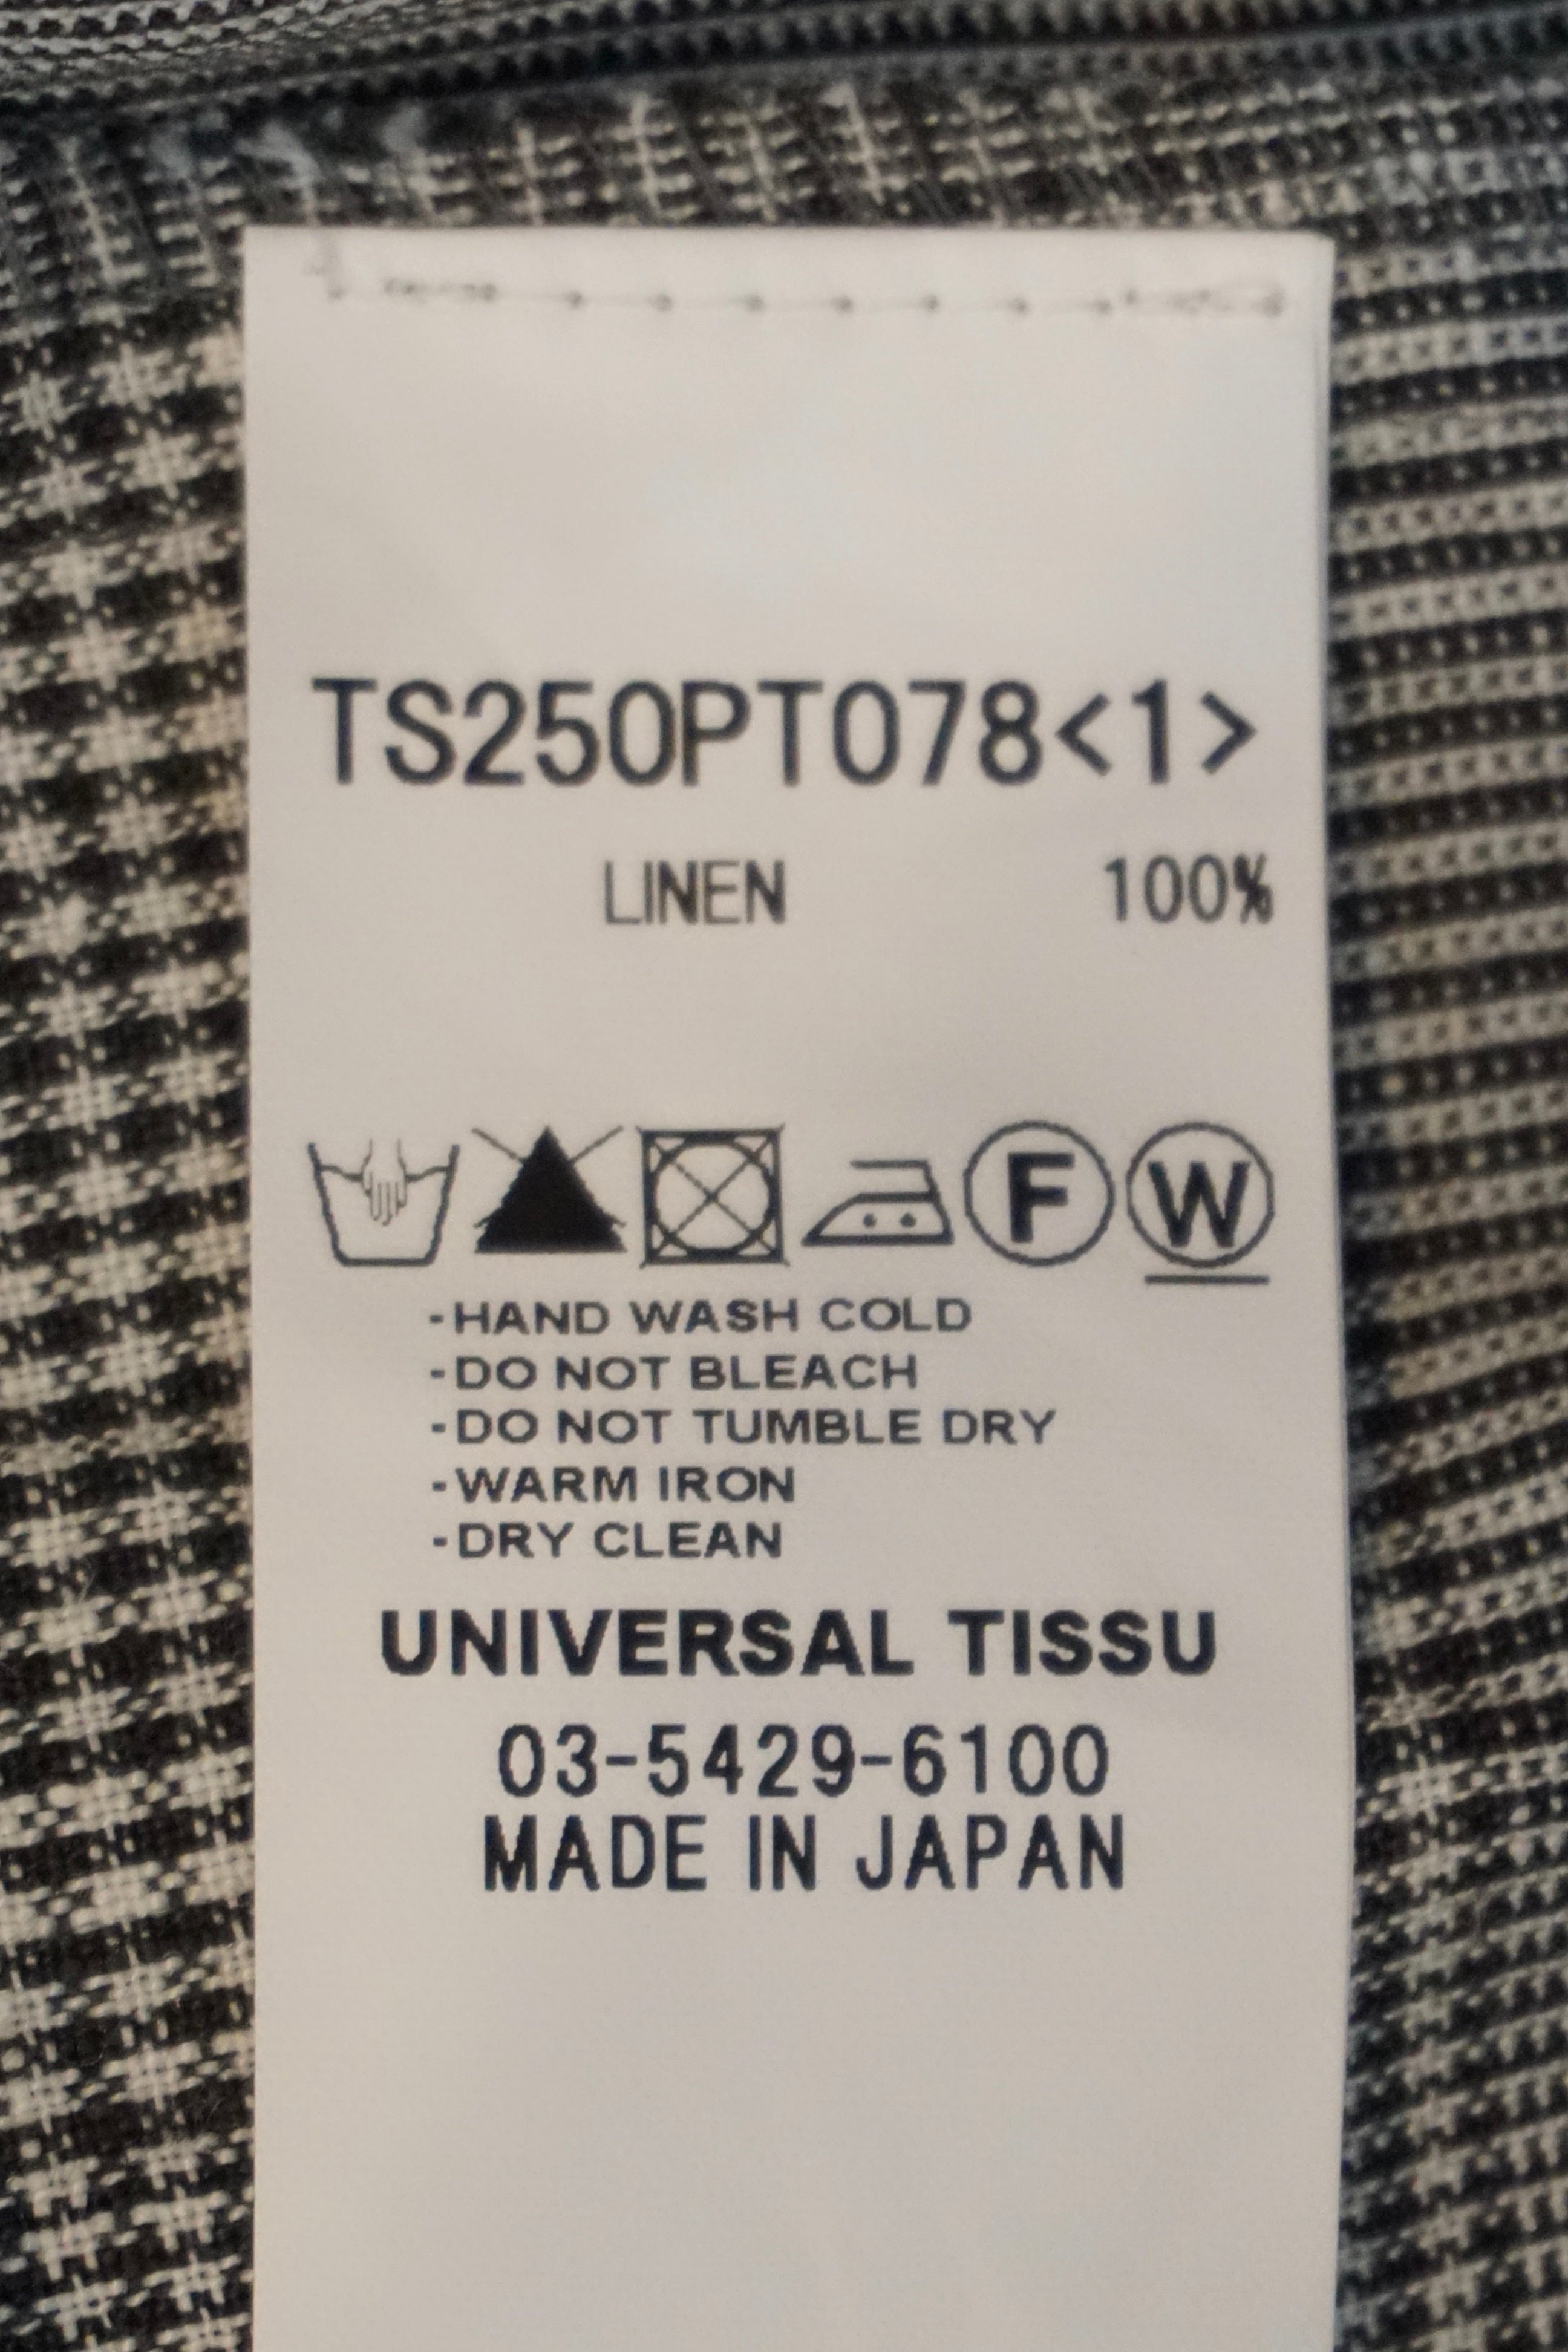 TS250PT078<1>
LINEN 100%
F W
-HAND WASH COLD
-DO NOT BLEACH
-DO NOT TUMBLE DRY
-WARM IRON
-DRY CLEAN
UNIVERSAL TISSU
03-5429-6100
MADE IN JAPAN